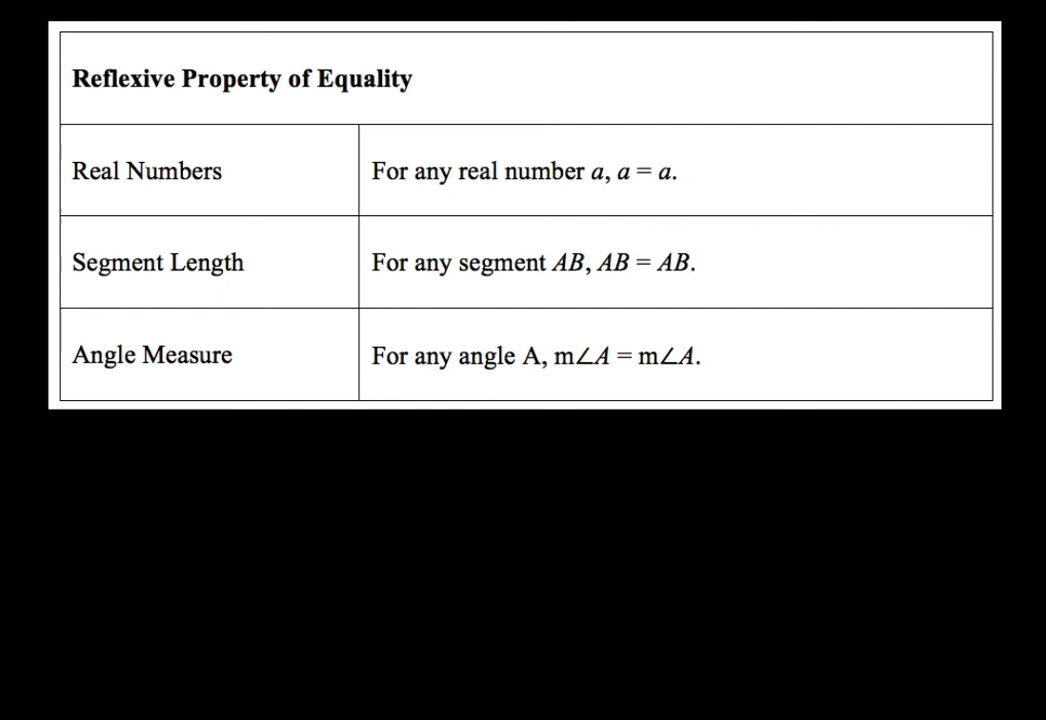 Reflexive Property of Equality
Real Numbers
For any real number a, a = a.
Segment Length
For any segment AB, AB = AB.
Angle Measure
For any angle A, m∠A = m∠A.